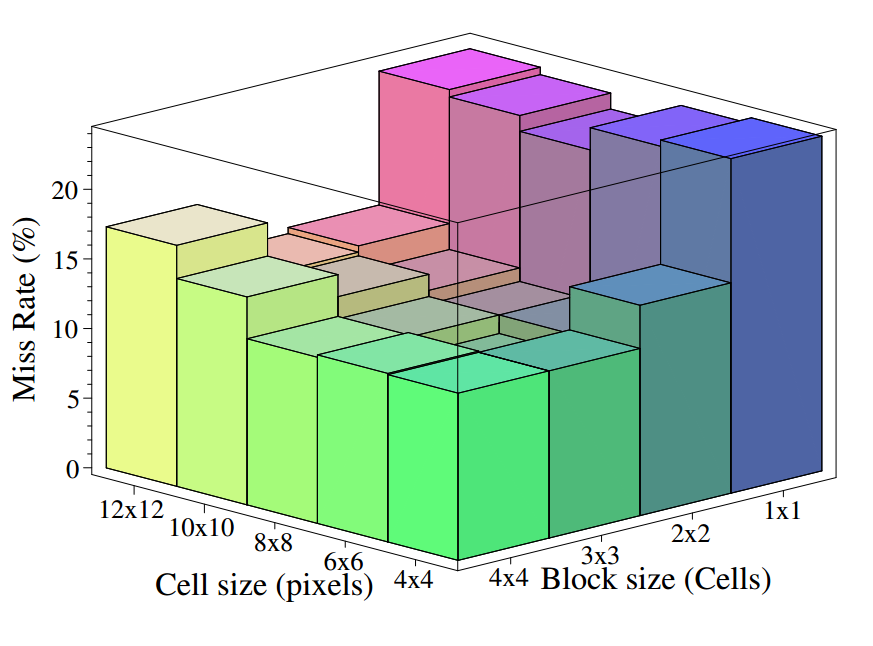 20
15
10
5
0
Miss Rate (%)
12x12
10x10
8x8
6x6
4x4
Cell size (pixels)
4x4
3x3
2x2
1x1
Block size (Cells)